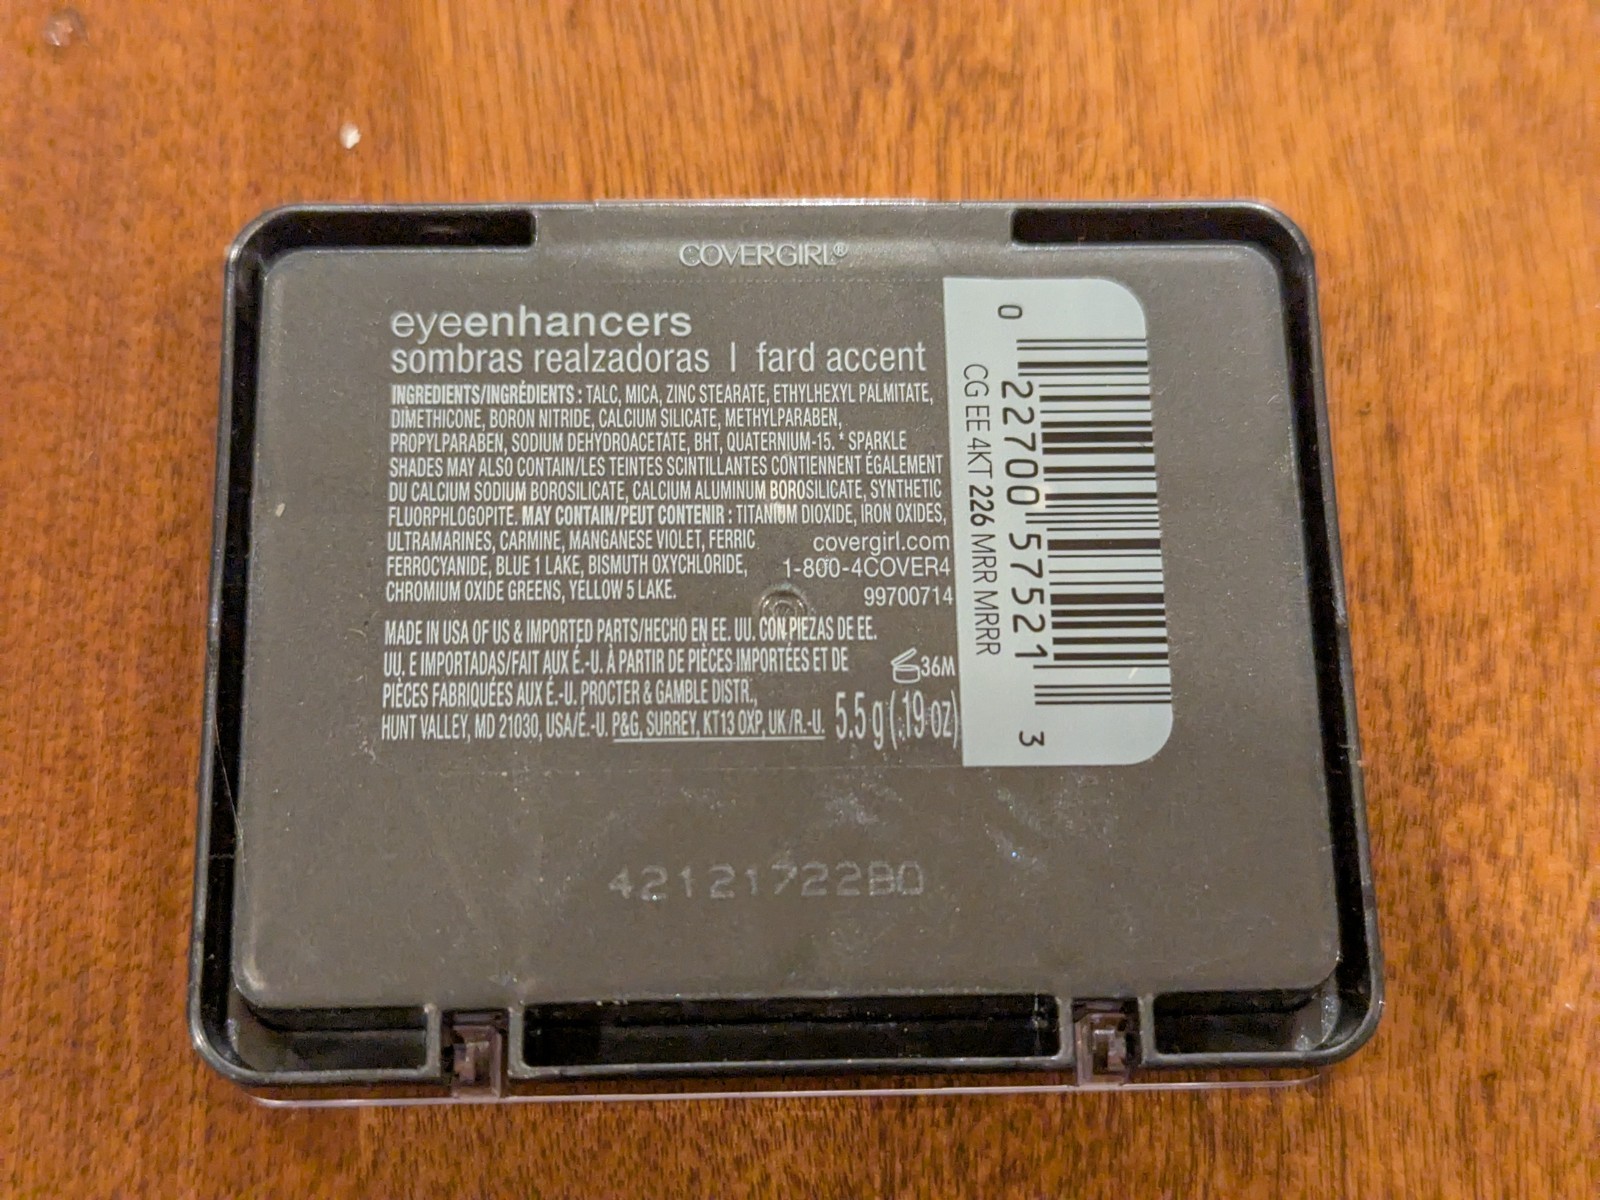 COVERGIRL®
eyeenhancers
sombras realzadoras | fard accent
INGREDIENTS/INGRÉDIENTS : TALC, MICA, ZINC STEARATE, ETHYLHEXYL PALMITATE,
DIMETHICONE, BORON NITRIDE, CALCIUM SILICATE, METHYLPARABEN,
PROPYLPARABEN, SODIUM DEHYDROACETATE, BHT, QUATERNIUM-15. * SPARKLE
SHADES MAY ALSO CONTAIN/LES TEINTES SCINTILLANTES CONTIENNENT ÉGALEMENT
DU CALCIUM SODIUM BOROSILICATE, CALCIUM ALUMINUM BOROSILICATE, SYNTHETIC
FLUORPHLOGOPITE. MAY CONTAIN/PEUT CONTENIR : TITANIUM DIOXIDE, IRON OXIDES,
ULTRAMARINES, CARMINE, MANGANESE VIOLET, FERRIC
FERROCYANIDE, BLUE 1 LAKE, BISMUTH OXYCHLORIDE,
CHROMIUM OXIDE GREENS, YELLOW 5 LAKE.
covergirl.com
1-800-4COVER4
99700714
MADE IN USA OF US & IMPORTED PARTS/HECHO EN EE. UU. CON PIEZAS DE EE.
UU. E IMPORTADAS/FAIT AUX É.-U. À PARTIR DE PIÈCES IMPORTÉES ET DE
PIÈCES FABRIQUÉES AUX É.-U. PROCTER & GAMBLE DISTR.,
HUNT VALLEY, MD 21030, USA/É.-U. P&G, SURREY, KT13 0XP, UK/R.-U.
36M
5.5 g (.19 oz)
CG EE 4KT 226 MRR MRRR
0 22700 57521 3
42121722B0